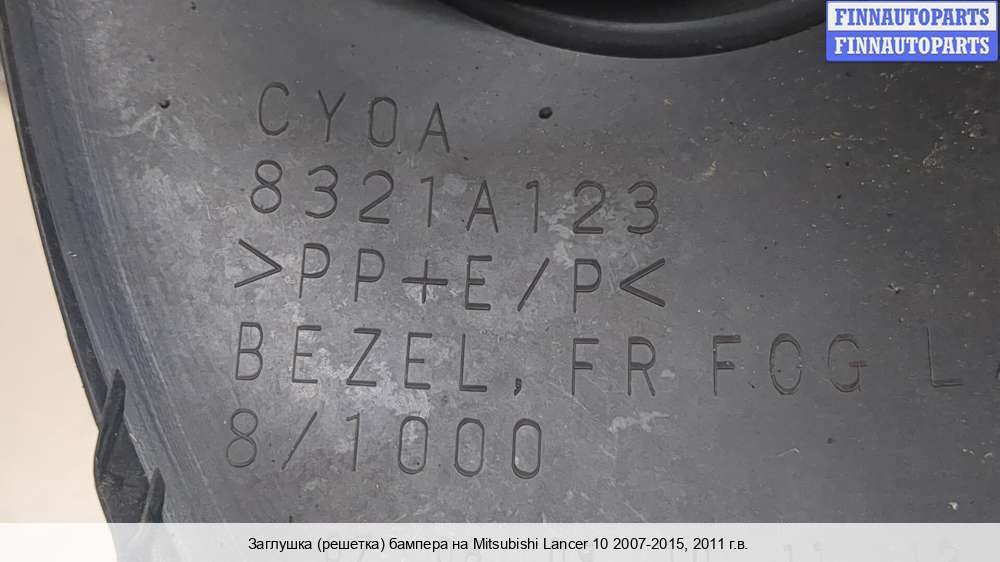 FINNAUTOPARTS
FINNAUTOPARTS
CY0A
8321A123
>PP+E/P<
BEZEL, FR FOG L
8/1000
Заглушка (решетка) бампера на Mitsubishi Lancer 10 2007-2015, 2011 г.в.